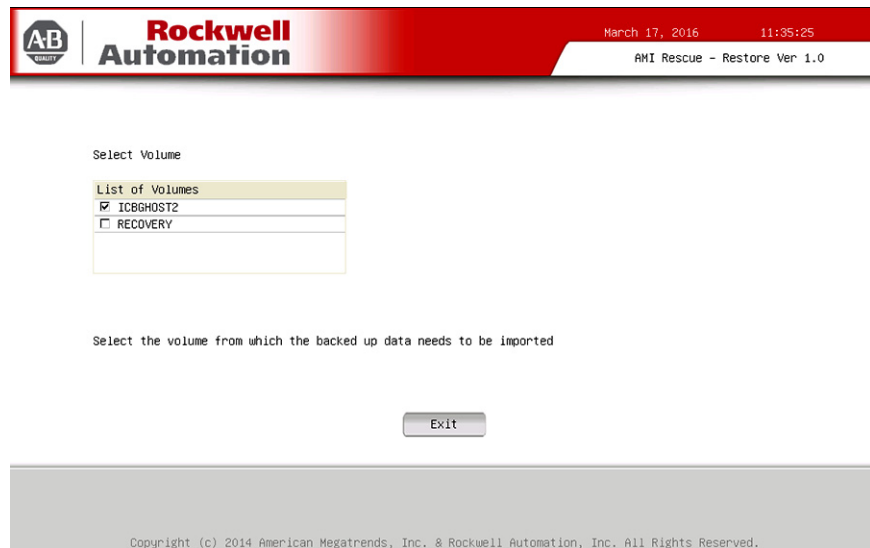 A-B
QUALITY
Rockwell
Automation
March 17, 2016 11:35:25
AMI Rescue - Restore Ver 1.0
Select Volume
List of Volumes
ICBGHOST2
RECOVERY
Select the volume from which the backed up data needs to be imported
Exit
Copyright (c) 2014 American Megatrends, Inc. & Rockwell Automation, Inc. All Rights Reserved.